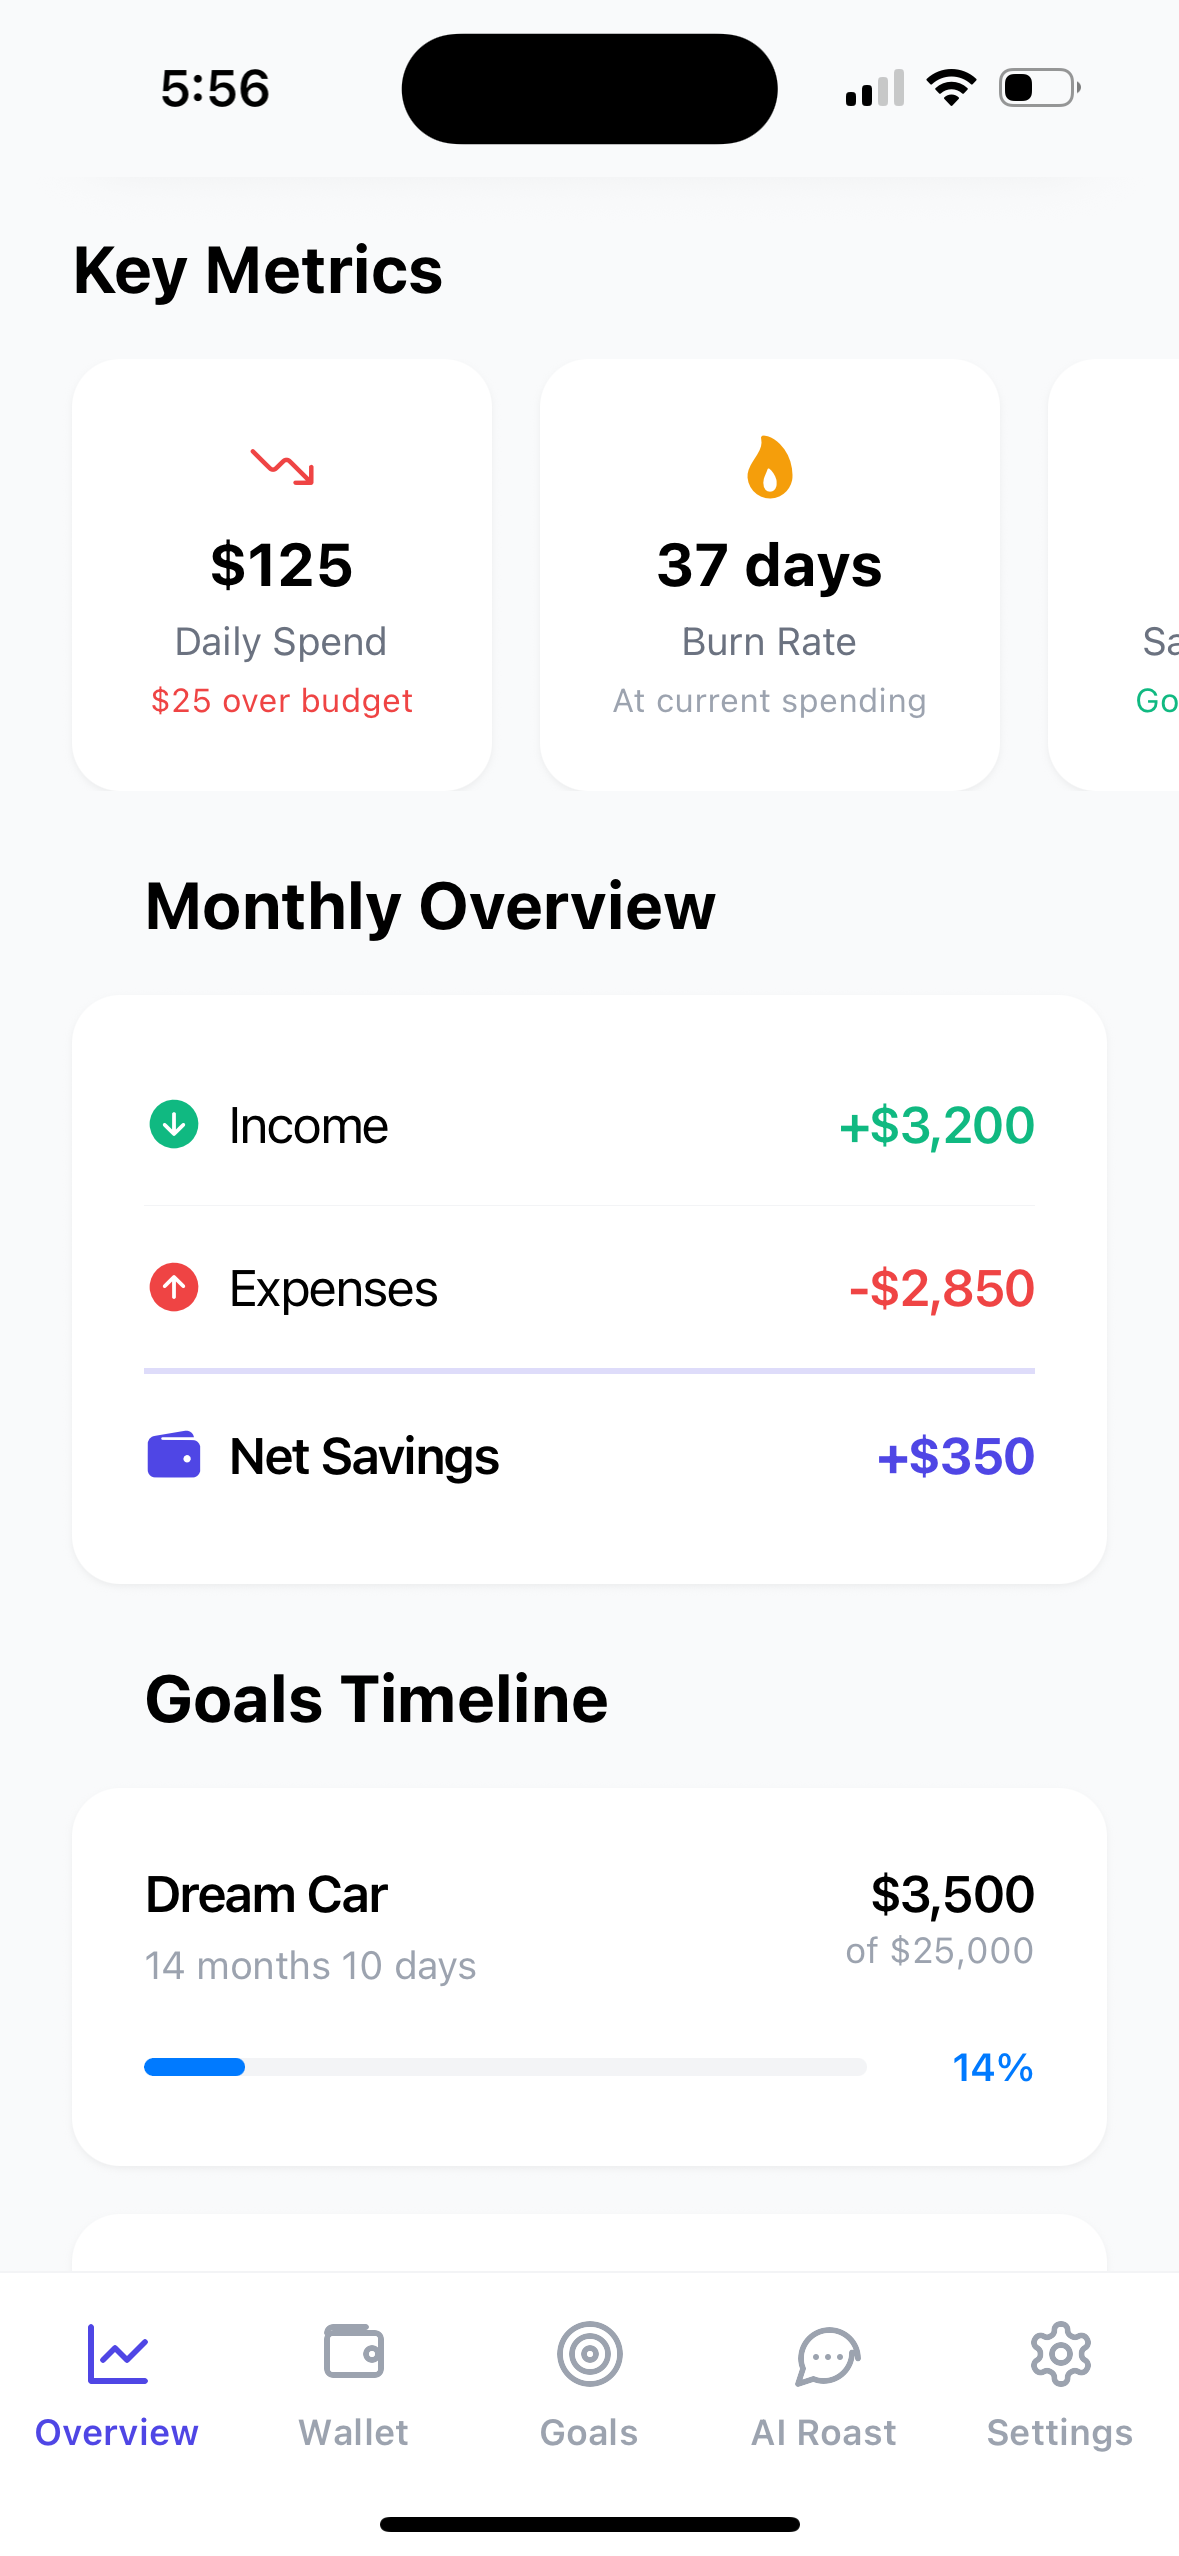 5:56
Key Metrics
$125
Daily Spend
$25 over budget
37 days
Burn Rate
At current spending
Monthly Overview
Income +$3,200
Expenses -$2,850
Net Savings +$350
Goals Timeline
Dream Car $3,500
14 months 10 days of $25,000
14%
Overview Wallet Goals AI Roast Settings